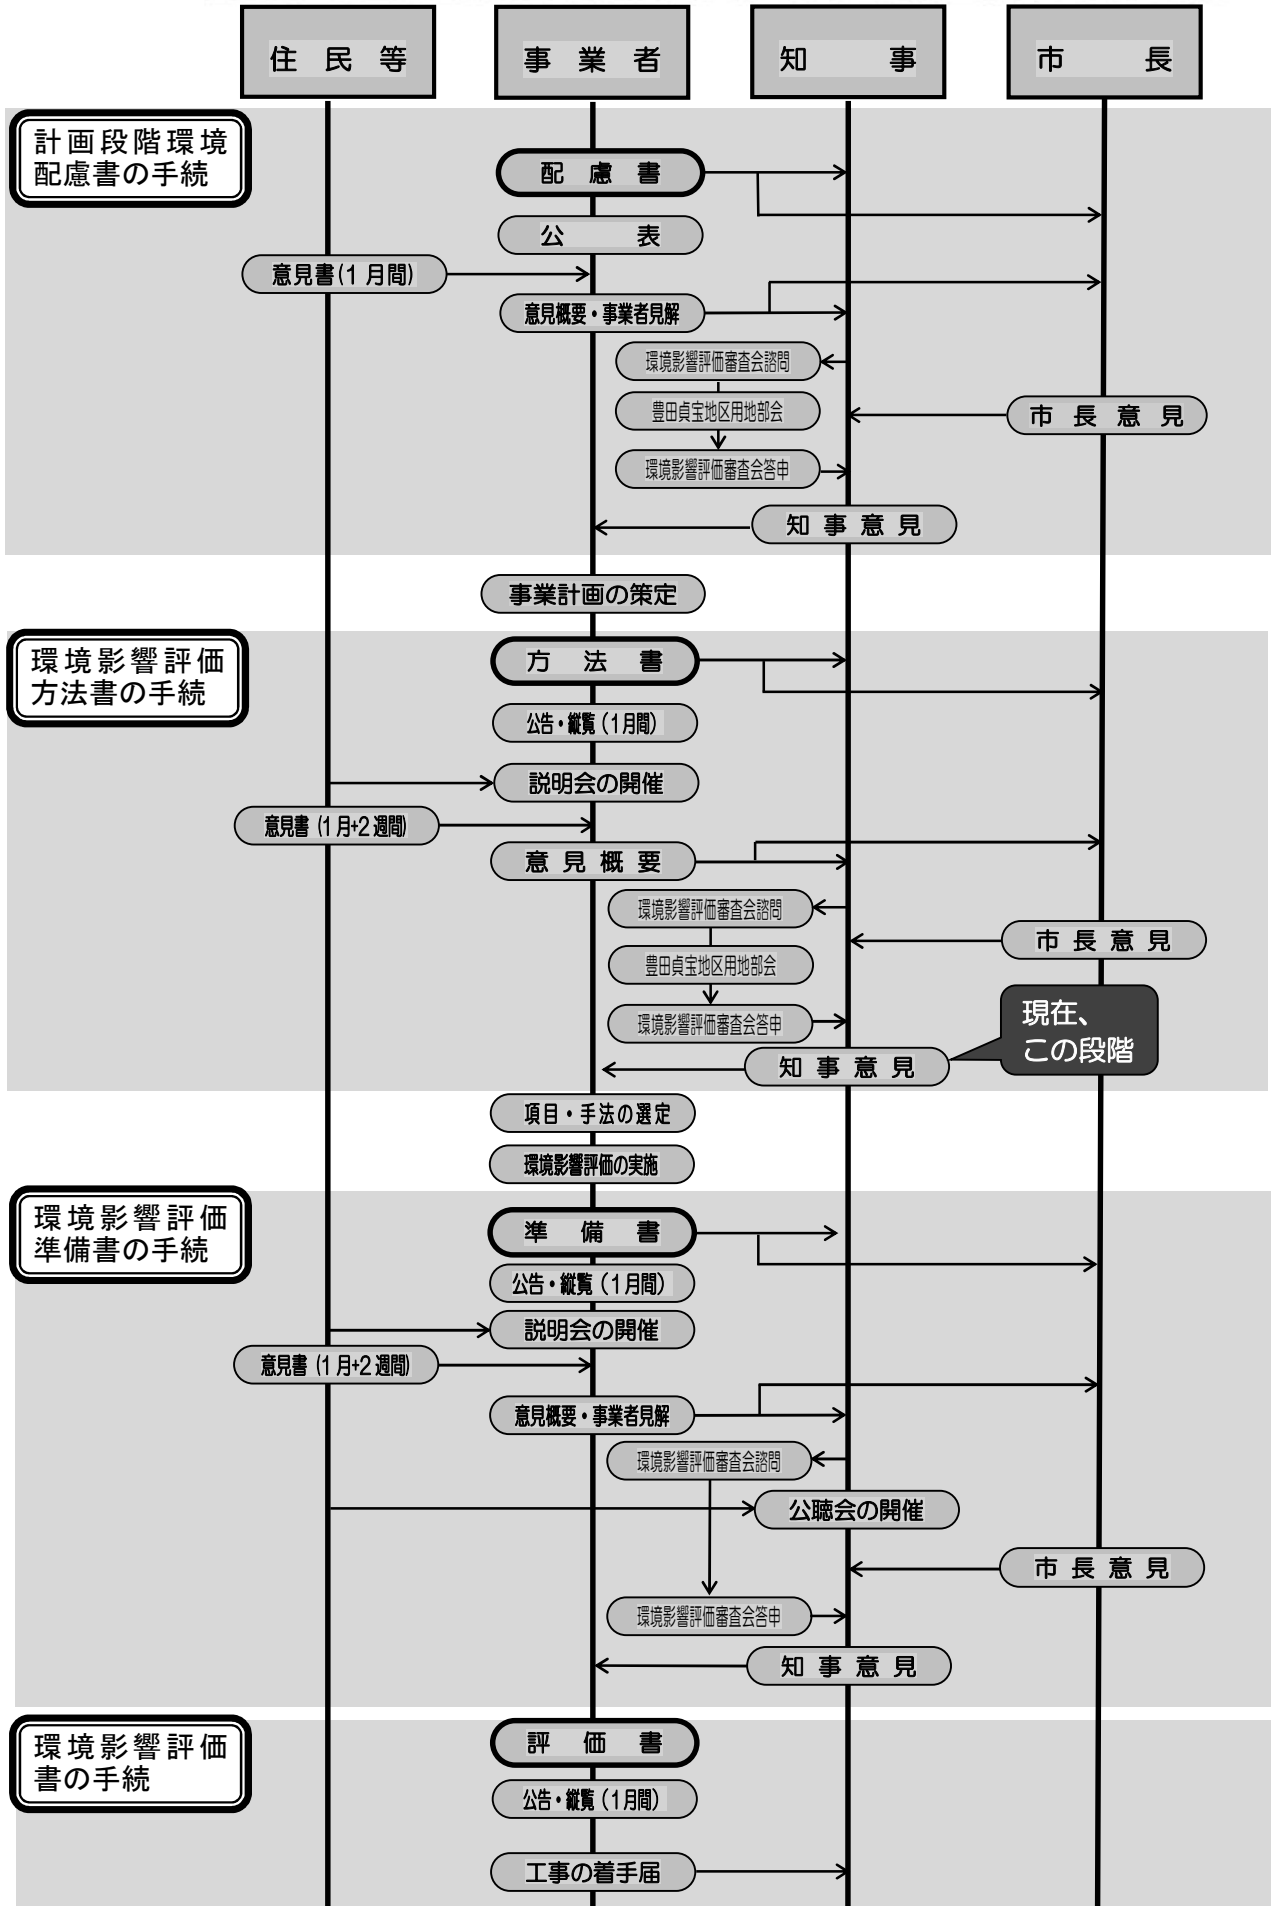 住民等
事業者
知事
市長
計画段階環境
配慮書の手続
配慮書
公表
意見書(1月間)
意見概要・事業者見解
環境影響評価審査会諮問
豊田貞宝地区用地部会
市長意見
環境影響評価審査会答申
知事意見
事業計画の策定
環境影響評価
方法書の手続
方法書
公告・縦覧(1月間)
説明会の開催
意見書(1月+2週間)
意見概要
環境影響評価審査会諮問
市長意見
豊田貞宝地区用地部会
現在、
この段階
環境影響評価審査会答申
知事意見
項目・手法の選定
環境影響評価の実施
環境影響評価
準備書の手続
準備書
公告・縦覧(1月間)
説明会の開催
意見書(1月+2週間)
意見概要・事業者見解
環境影響評価審査会諮問
公聴会の開催
市長意見
環境影響評価審査会答申
知事意見
環境影響評価
書の手続
評価書
公告・縦覧(1月間)
工事の着手届